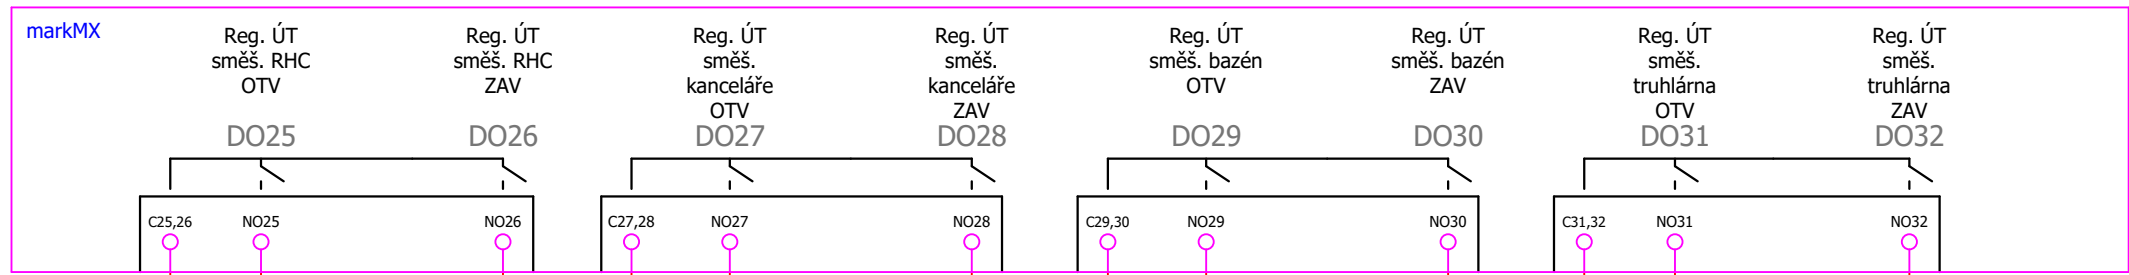 markMX
Reg. ÚT
směš. RHC
OTV
Reg. ÚT
směš. RHC
ZAV
Reg. ÚT
směš.
kanceláře
OTV
Reg. ÚT
směš.
kanceláře
ZAV
Reg. ÚT
směš. bazén
OTV
Reg. ÚT
směš. bazén
ZAV
Reg. ÚT
směš.
truhlárna
OTV
Reg. ÚT
směš.
truhlárna
ZAV
DO25 DO26 DO27 DO28 DO29 DO30 DO31 DO32
C25,26 NO25 NO26 C27,28 NO27 NO28 C29,30 NO29 NO30 C31,32 NO31 NO32